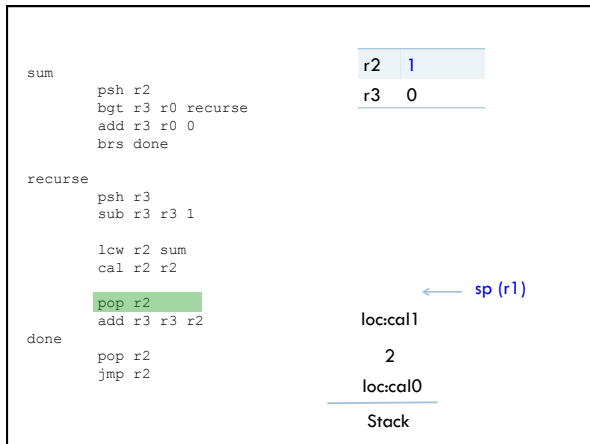 sum
psh r2
bgt r3 r0 recurse
add r3 r0 0
brs done
recurse
psh r3
sub r3 r3 1
lcw r2 sum
cal r2 r2
pop r2
add r3 r3 r2
done
pop r2
jmp r2
r2 1
r3 0
sp (r1)
loc:cal1
2
loc:cal0
Stack